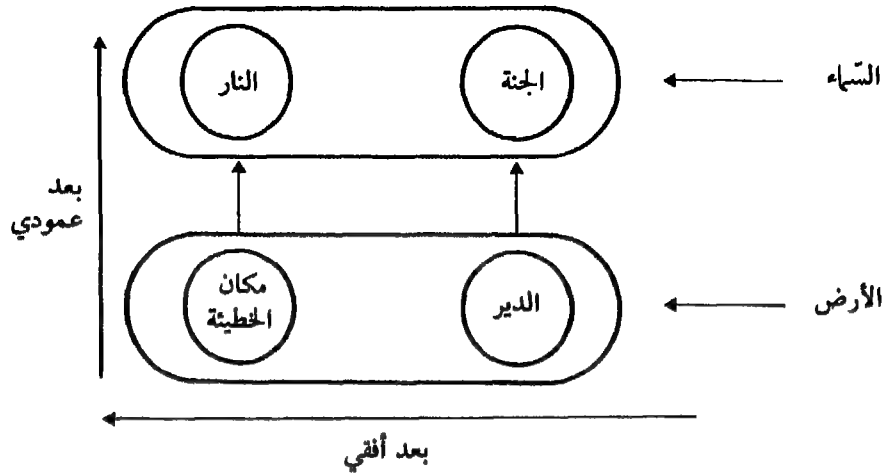 السّماء
الجنة
النار
بعد
عمودي
الأرض
الدير
مكان
الخطيئة
بعد أفقي